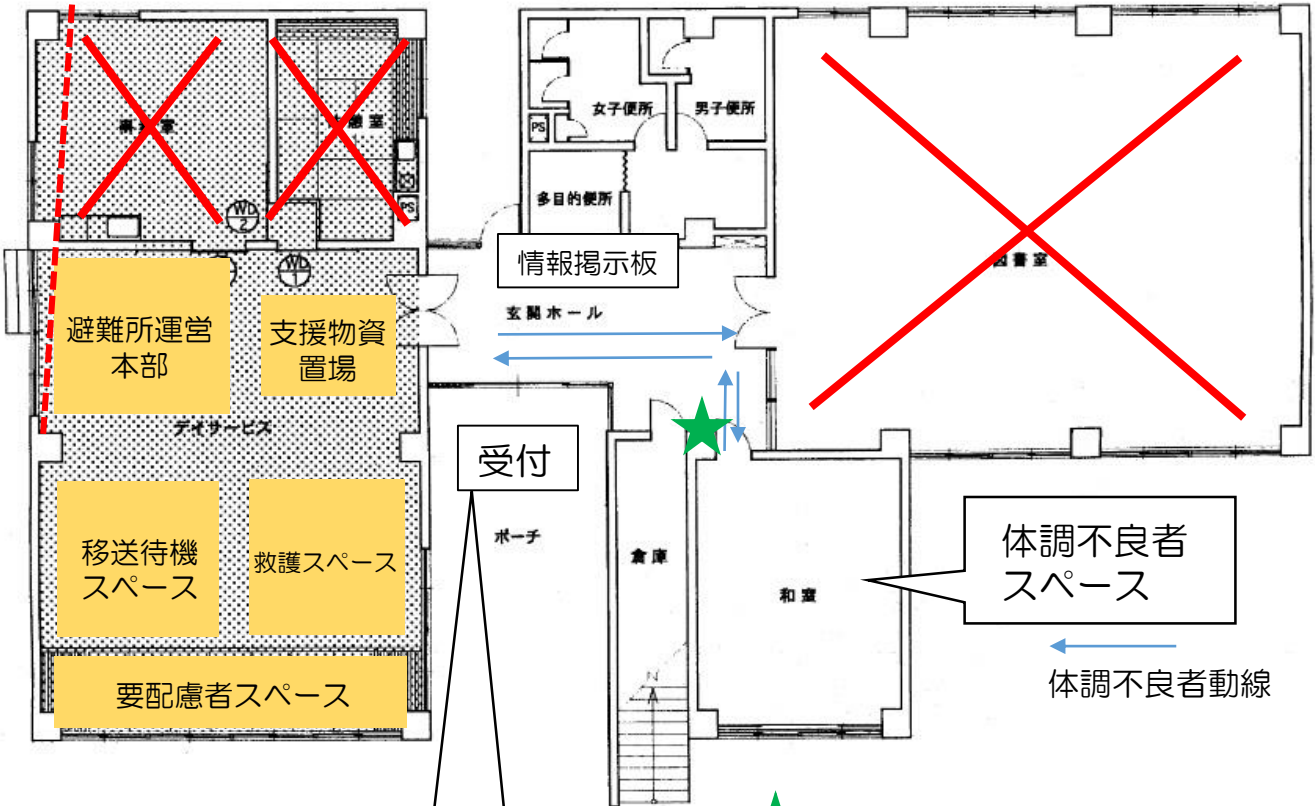 女子便所
男子便所
PS
多目的便所
WD
2
PS
WD
1
情報掲示板
図書室
玄関ホール
避難所運営
本部
支援物資
置場
デイサービス
受付
ポーチ
倉庫
和室
体調不良者
スペース
移送待機
スペース
救護スペース
要配慮者スペース
N
体調不良者動線